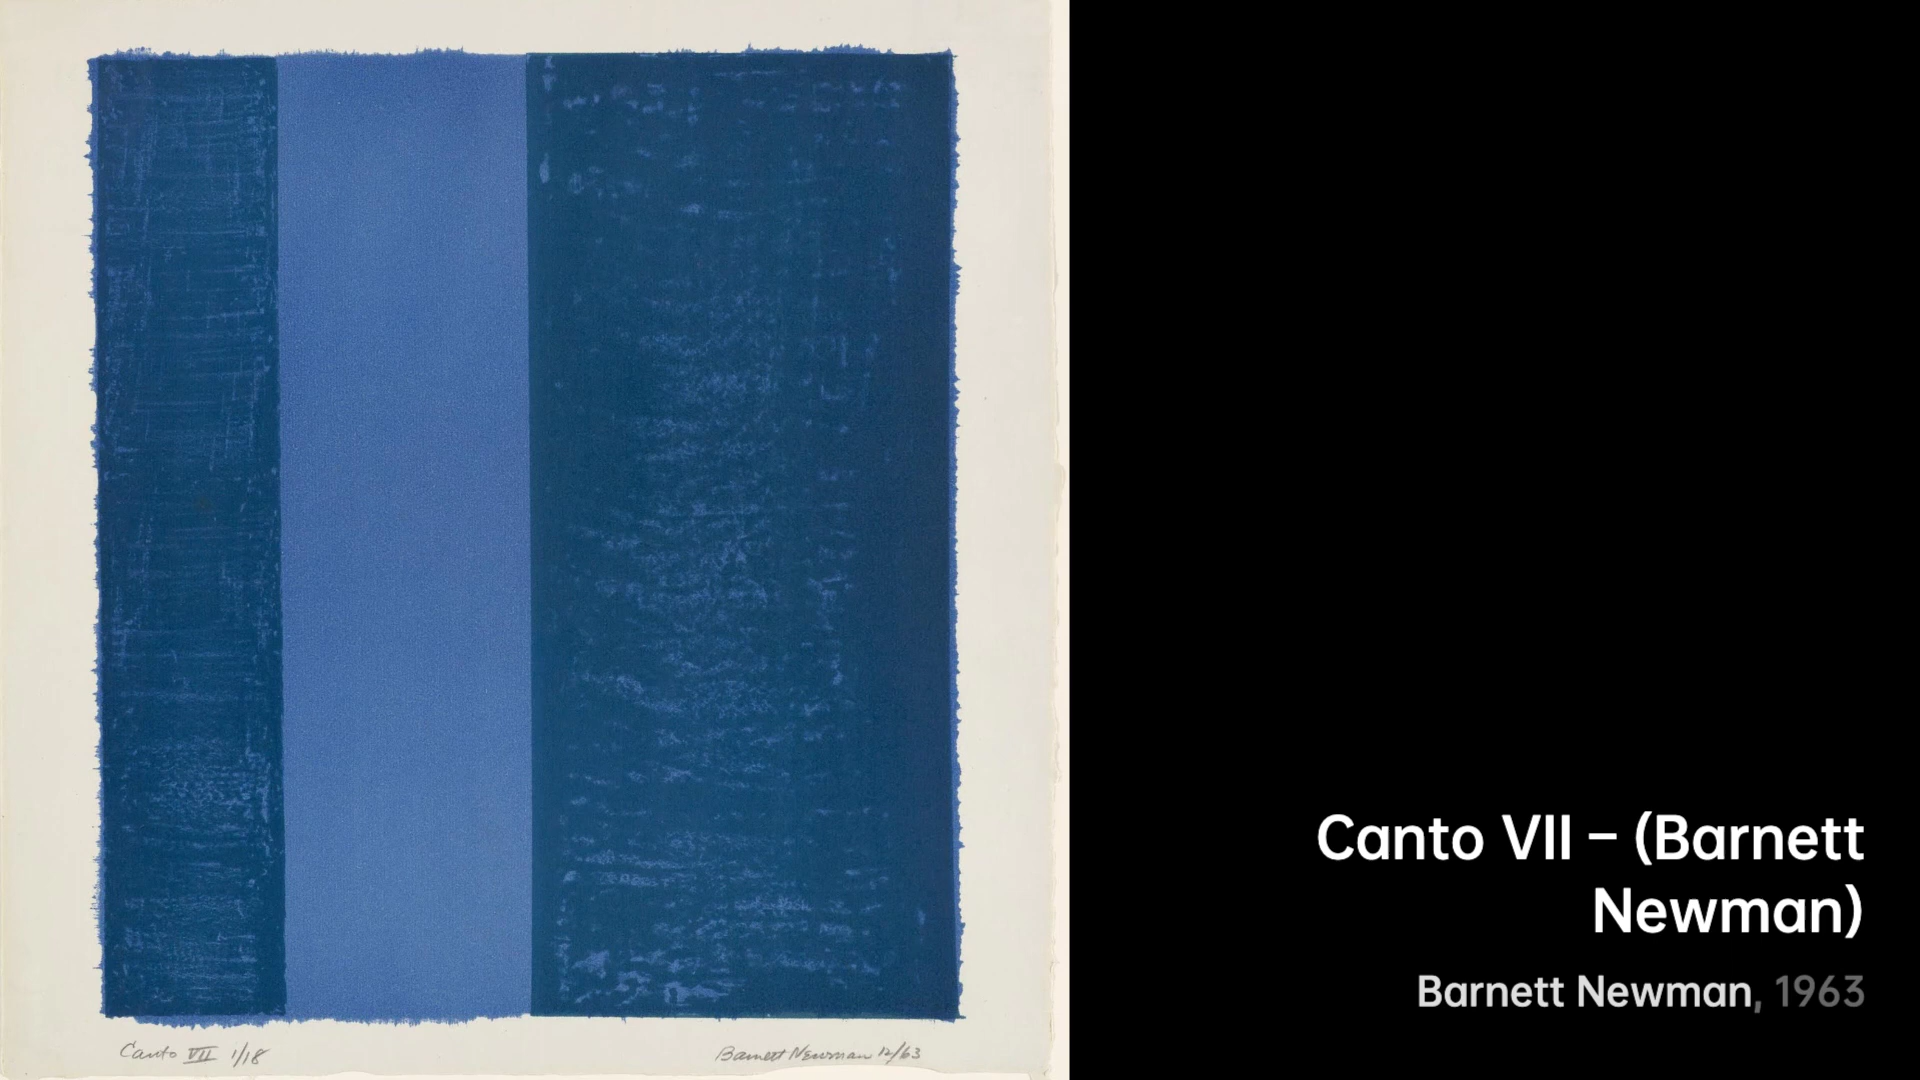 Canto VII 1/18
Barnett Newman 12/63
Canto VII – (Barnett
Newman)
Barnett Newman, 1963